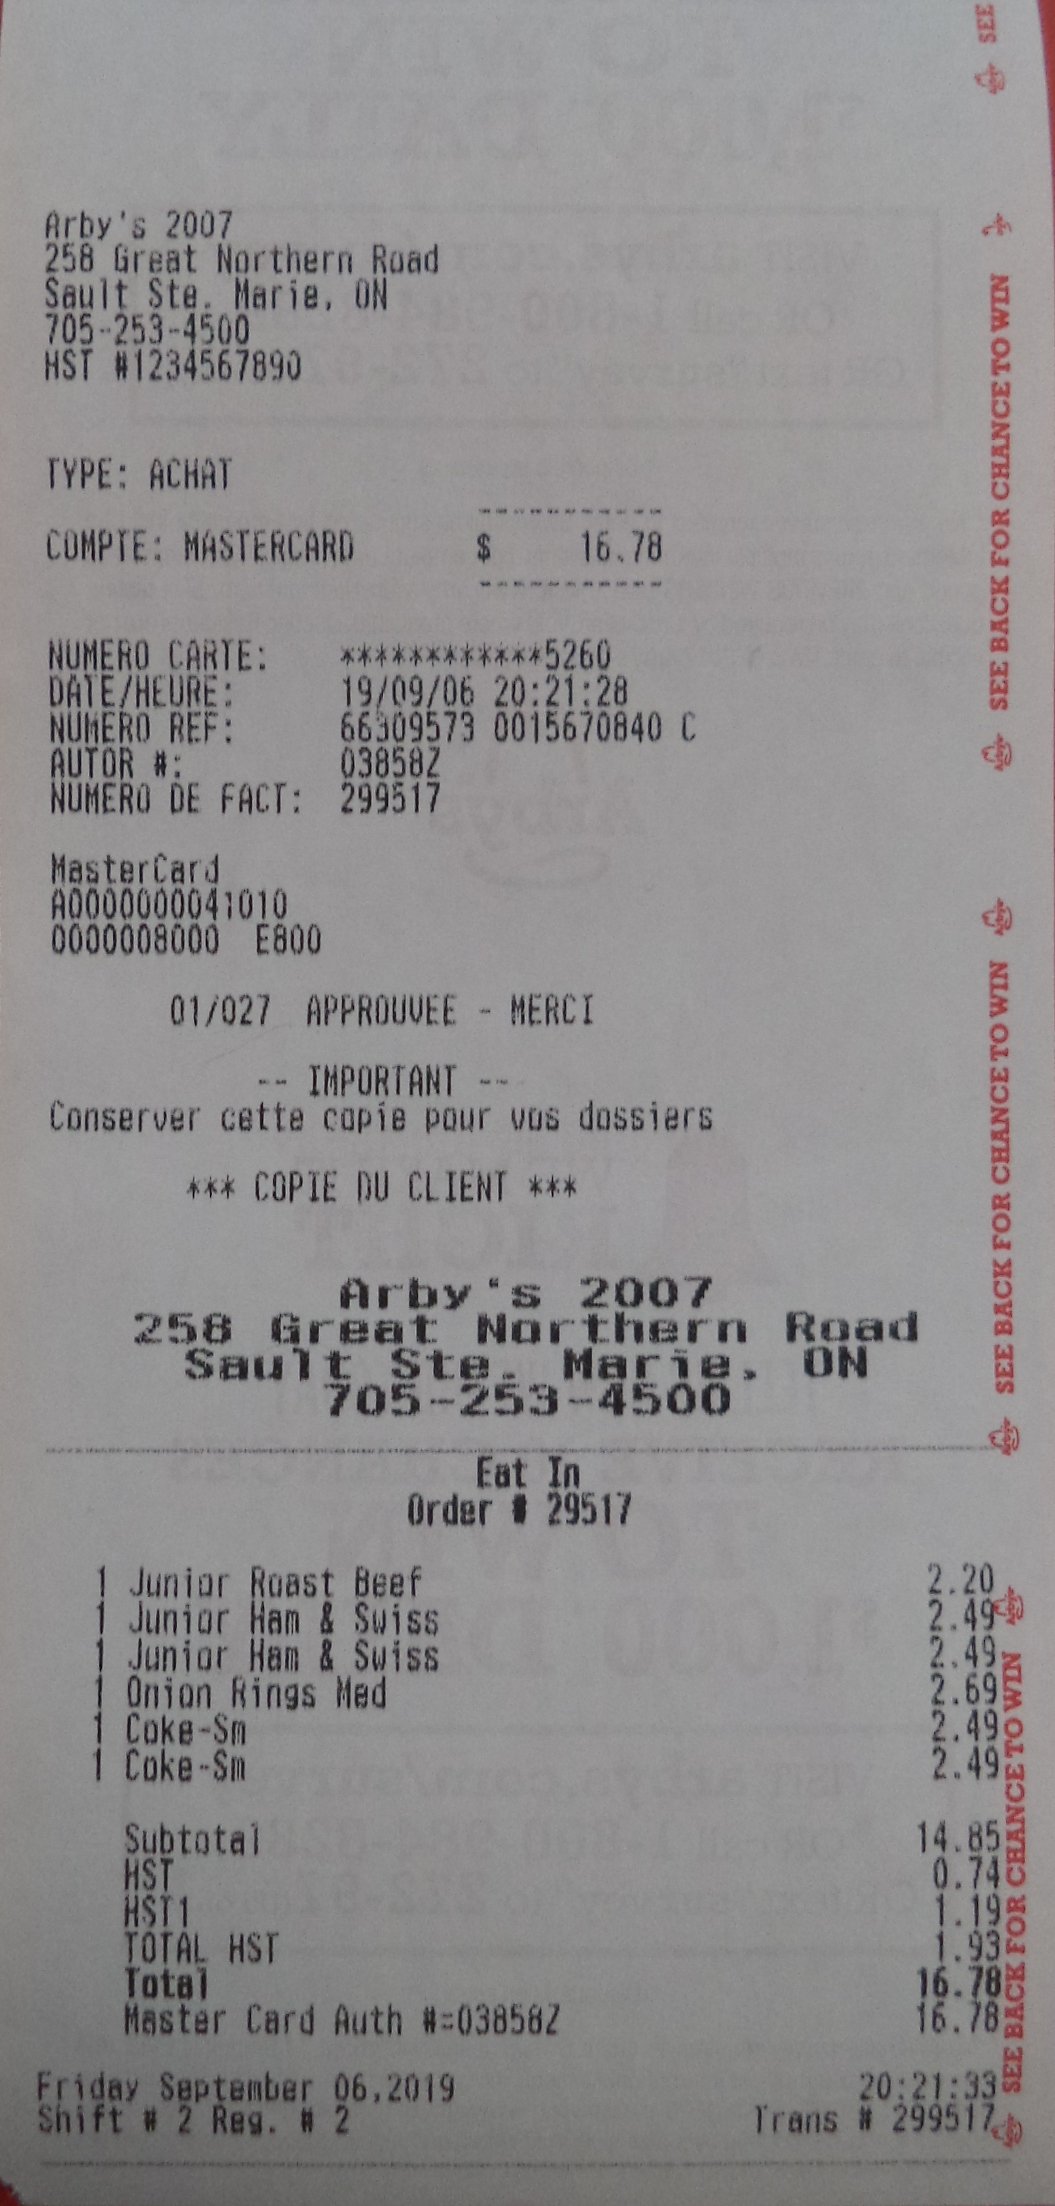 Arby's 2007
258 Great Northern Road
Sault Ste. Marie, ON
705-253-4500
HST #1234567890
TYPE: ACHAT
COMPTE: MASTERCARD $ 16.78
NUMERO CARTE: ************5260
DATE/HEURE: 19/09/06 20:21:28
NUMERO REF: 66309573 0015670840 C
AUTOR #: 03858Z
NUMERO DE FACT: 299517
MasterCard
A0000000041010
0000008000 E800
01/027 APPROUVEE - MERCI
-- IMPORTANT --
Conserver cette copie pour vos dossiers
*** COPIE DU CLIENT ***
Arby's 2007
258 Great Northern Road
Sault Ste. Marie, ON
705-253-4500
Eat In
Order # 29517
1 Junior Roast Beef 2.20
1 Junior Ham & Swiss 2.49
1 Junior Ham & Swiss 2.49
1 Onion Rings Med 2.69
1 Coke-Sm 2.49
1 Coke-Sm 2.49
Subtotal 14.85
HST 0.74
HST1 1.19
TOTAL HST 1.93
Total 16.78
Master Card Auth #=03858Z 16.78
Friday September 06,2019 20:21:33
Shift # 2 Reg. # 2 Trans # 299517
SEE
SEE BACK FOR CHANCE TO WIN
SEE BACK FOR CHANCE TO WIN
SEE BACK FOR CHANCE TO WIN